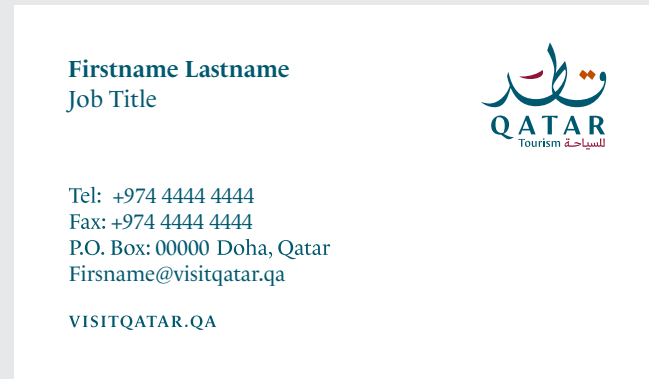 Firstname Lastname
Job Title
قطر
QATAR
Tourism للسياحة
Tel: +974 4444 4444
Fax: +974 4444 4444
P.O. Box: 00000 Doha, Qatar
Firsname@visitqatar.qa
VISITQATAR.QA